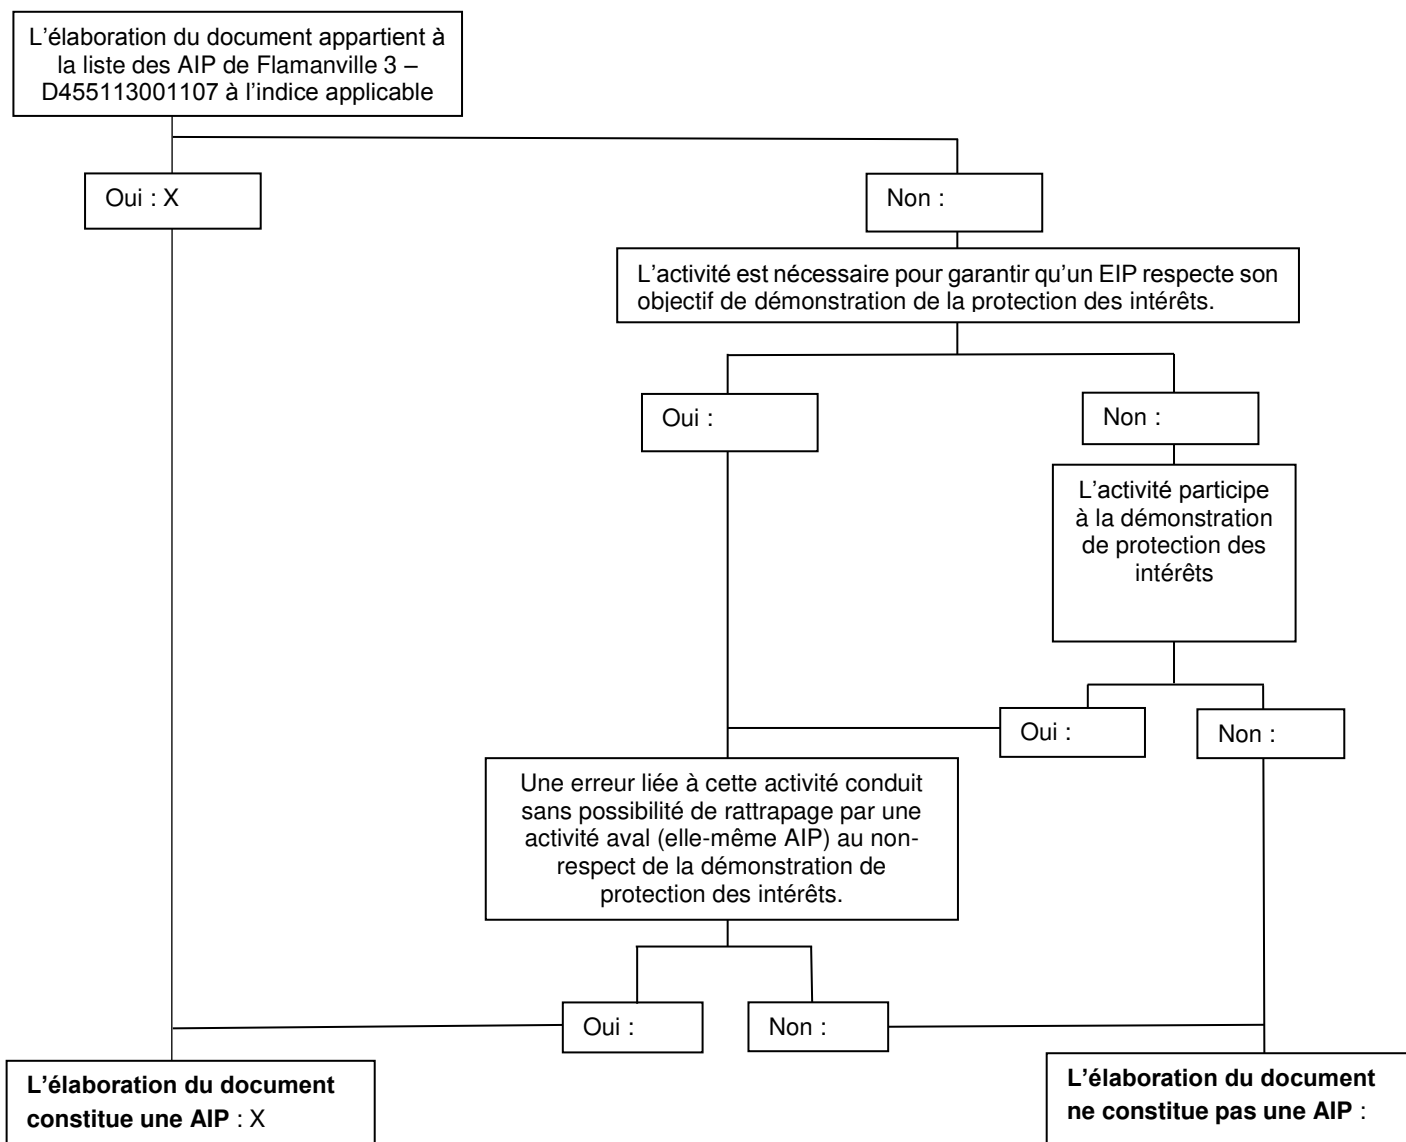 L’élaboration du document appartient à
la liste des AIP de Flamanville 3 –
D455113001107 à l’indice applicable
Oui : X
Non :
L’activité est nécessaire pour garantir qu’un EIP respecte son
objectif de démonstration de la protection des intérêts.
Oui :
Non :
L’activité participe
à la démonstration
de protection des
intérêts
Oui :
Non :
Une erreur liée à cette activité conduit
sans possibilité de rattrapage par une
activité aval (elle-même AIP) au non-
respect de la démonstration de
protection des intérêts.
Oui :
Non :
L’élaboration du document
constitue une AIP : X
L’élaboration du document
ne constitue pas une AIP :